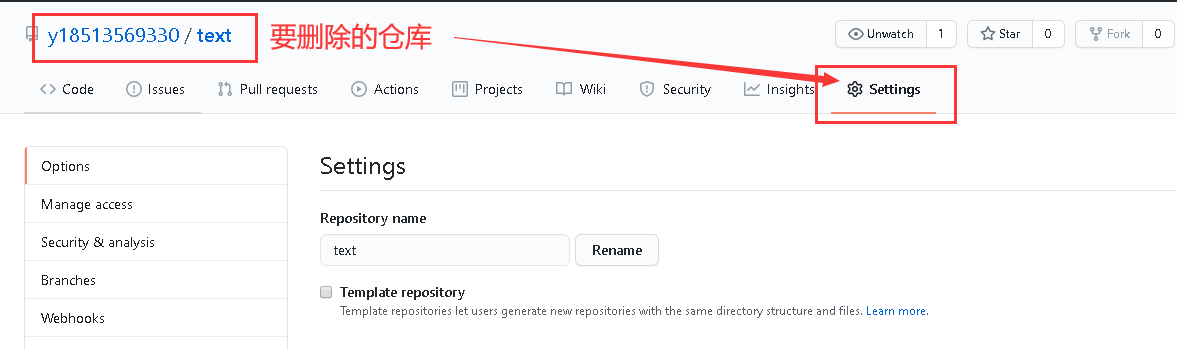 y18513569330 / text 要删除的仓库 Unwatch 1 Star 0 Fork 0
Code Issues Pull requests Actions Projects Wiki Security Insights Settings
Options
Manage access
Security & analysis
Branches
Webhooks
Settings
Repository name
text Rename
Template repository
Template repositories let users generate new repositories with the same directory structure and files. Learn more.